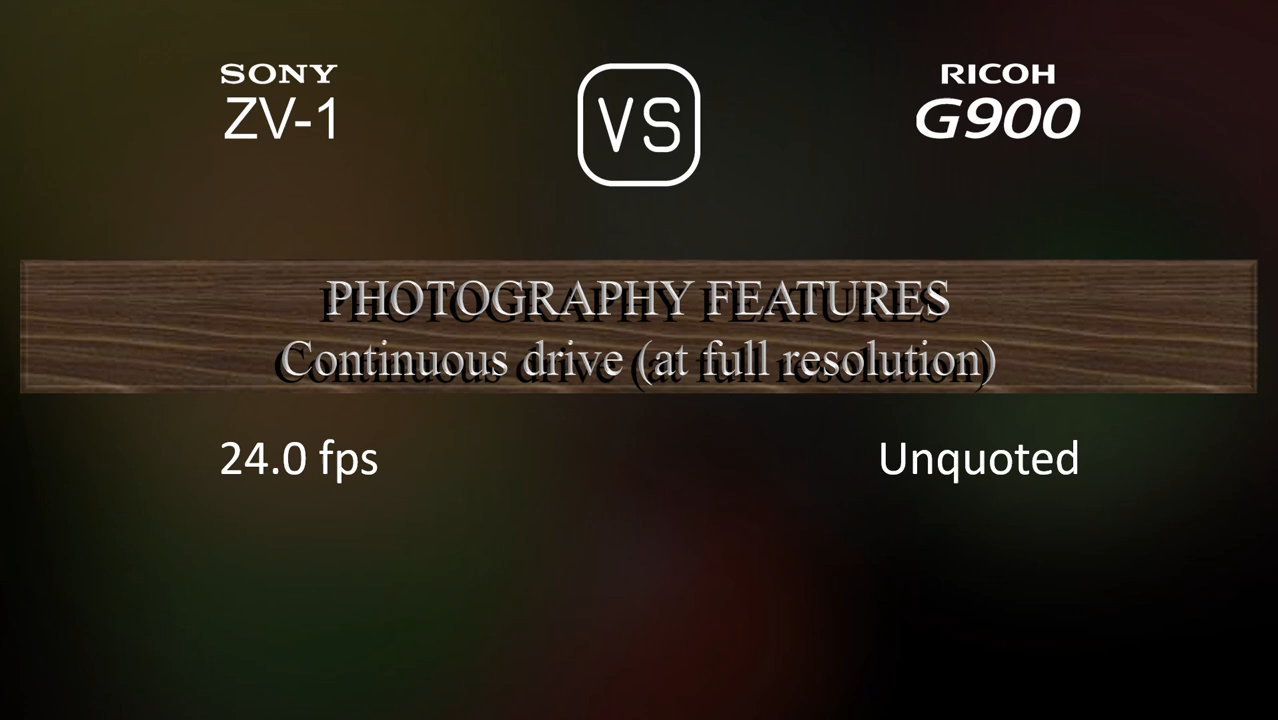 SONY
ZV-1
VS
RICOH
G900
PHOTOGRAPHY FEATURES
Continuous drive (at full resolution)
24.0 fps
Unquoted